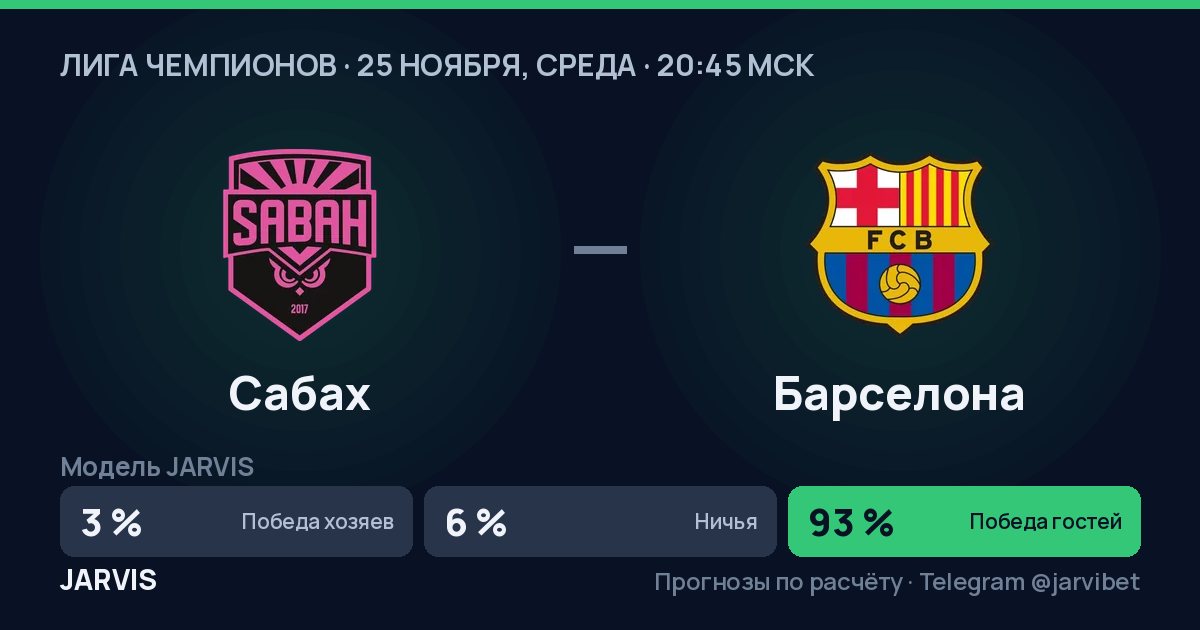 ЛИГА ЧЕМПИОНОВ · 25 НОЯБРЯ, СРЕДА · 20:45 МСК
SABAH
2017
FCB
Сабах
Барселона
Модель JARVIS
3 % Победа хозяев
6 % Ничья
93 % Победа гостей
JARVIS
Прогнозы по расчёту · Telegram @jarvibet